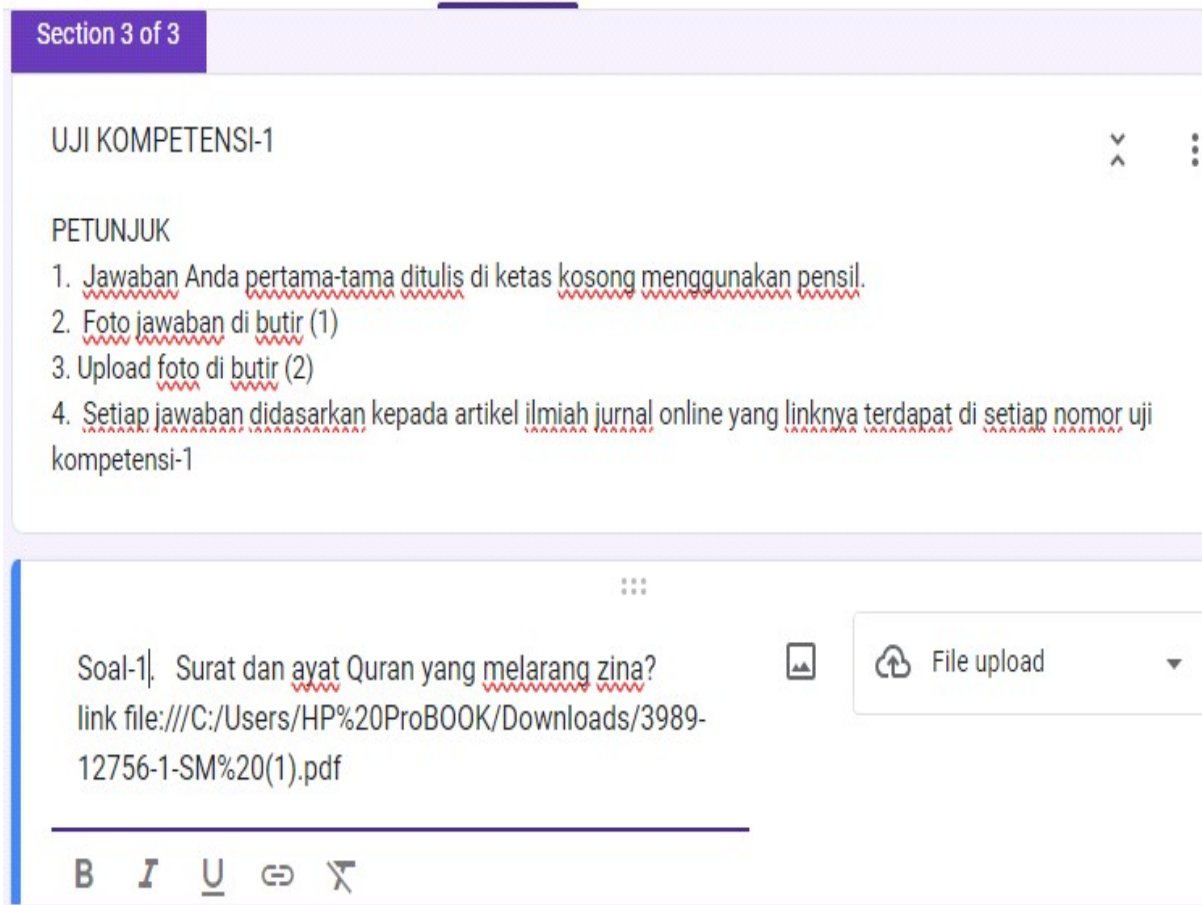 Section 3 of 3
UJI KOMPETENSI-1
PETUNJUK
1. Jawaban Anda pertama-tama ditulis di ketas kosong menggunakan pensil.
2. Foto jawaban di butir (1)
3. Upload foto di butir (2)
4. Setiap jawaban didasarkan kepada artikel ilmiah jurnal online yang linknya terdapat di setiap nomor uji
kompetensi-1
Soal-1. Surat dan ayat Quran yang melarang zina?
File upload
link file:///C:/Users/HP%20ProBOOK/Downloads/3989-
12756-1-SM%20(1).pdf
B I U